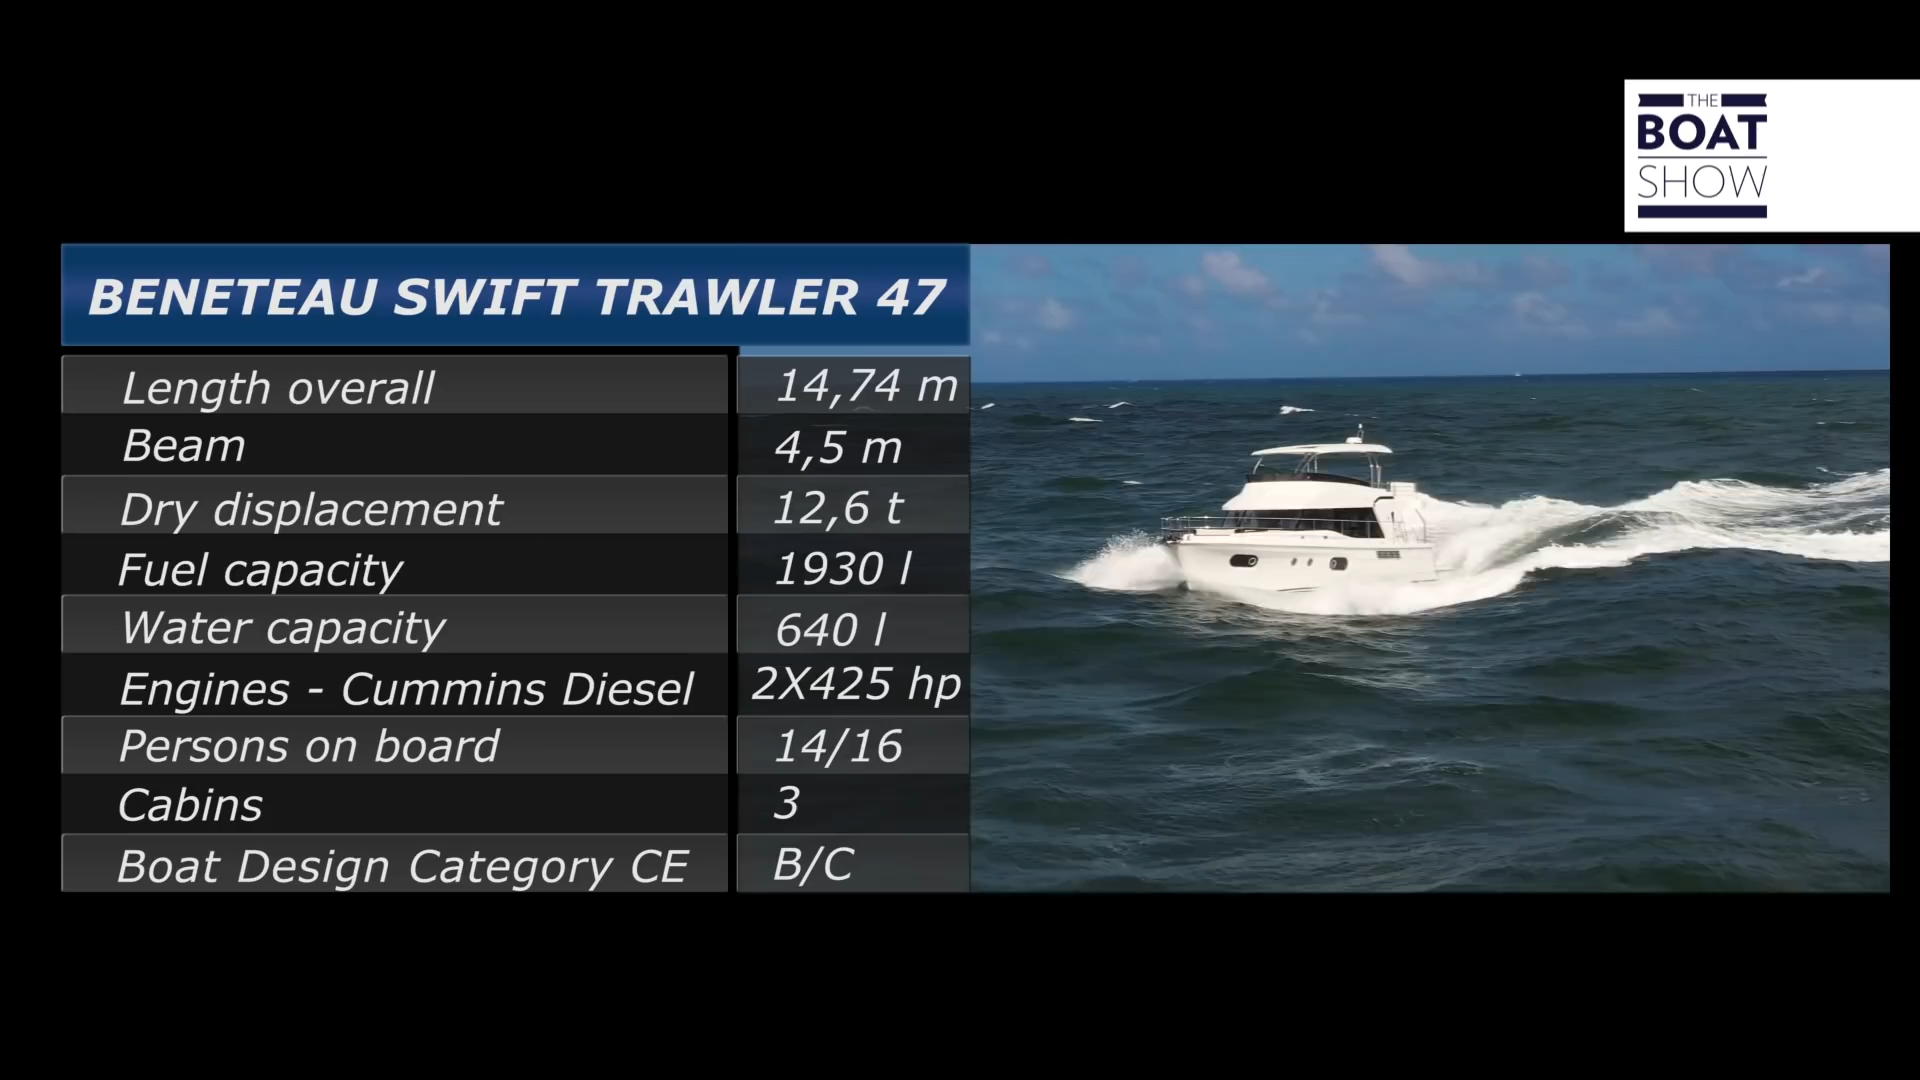 THE
BOAT
SHOW
BENETEAU SWIFT TRAWLER 47
Length overall 14,74 m
Beam 4,5 m
Dry displacement 12,6 t
Fuel capacity 1930 l
Water capacity 640 l
Engines - Cummins Diesel 2X425 hp
Persons on board 14/16
Cabins 3
Boat Design Category CE B/C